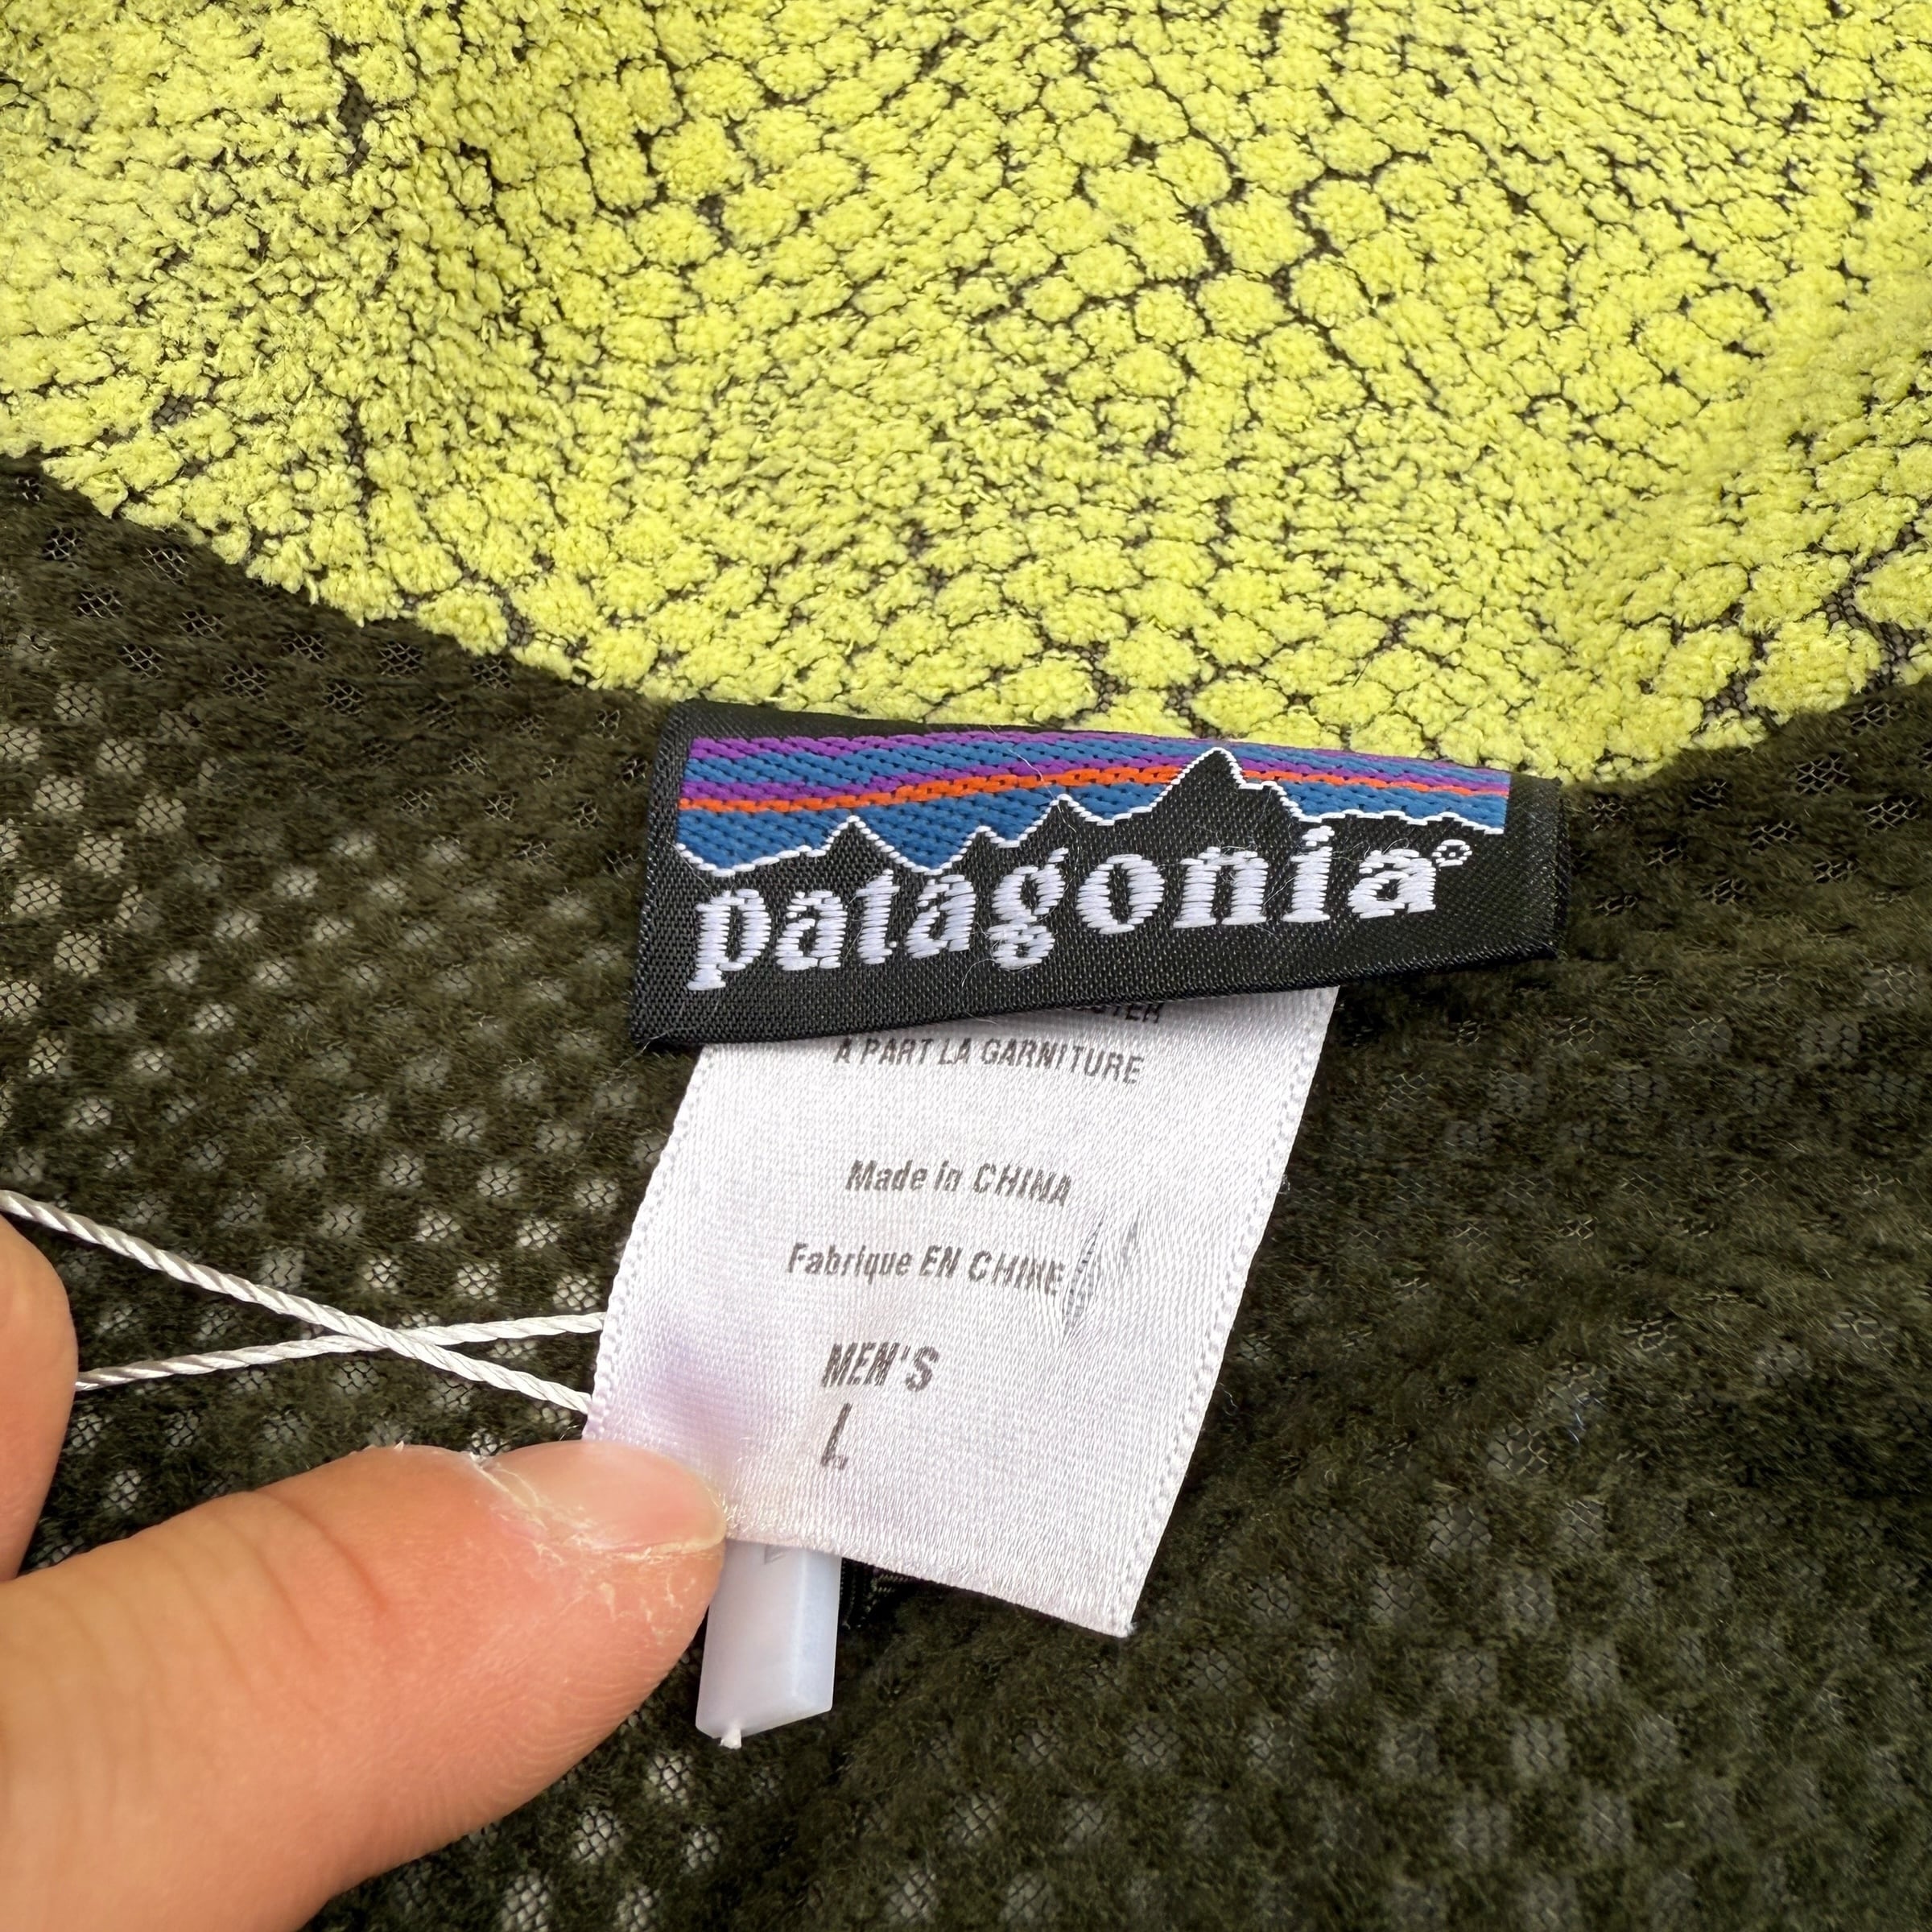 patagonia®
A PART LA GARNITURE
Made in CHINA
Fabrique EN CHINE
MEN'S
L